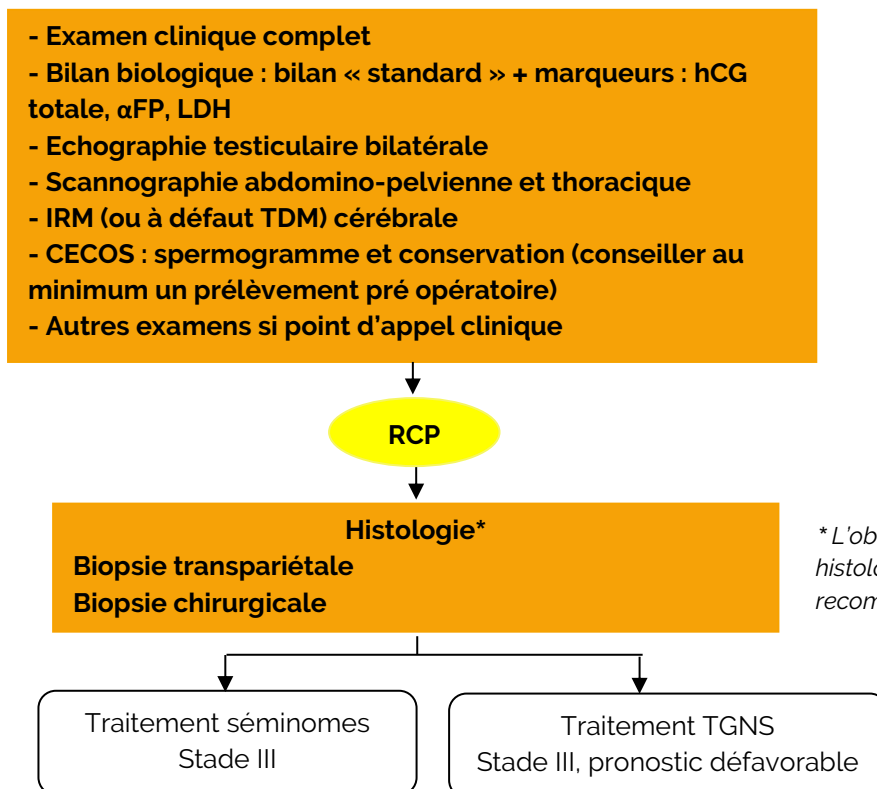 - Examen clinique complet
- Bilan biologique : bilan « standard » + marqueurs : hCG
totale, αFP, LDH
- Echographie testiculaire bilatérale
- Scannographie abdomino-pelvienne et thoracique
- IRM (ou à défaut TDM) cérébrale
- CECOS : spermogramme et conservation (conseiller au
minimum un prélèvement pré opératoire)
- Autres examens si point d'appel clinique
RCP
Histologie*
Biopsie transpariétale
Biopsie chirurgicale
* L'ob
histolo
recom
Traitement séminomes
Stade III
Traitement TGNS
Stade III, pronostic défavorable